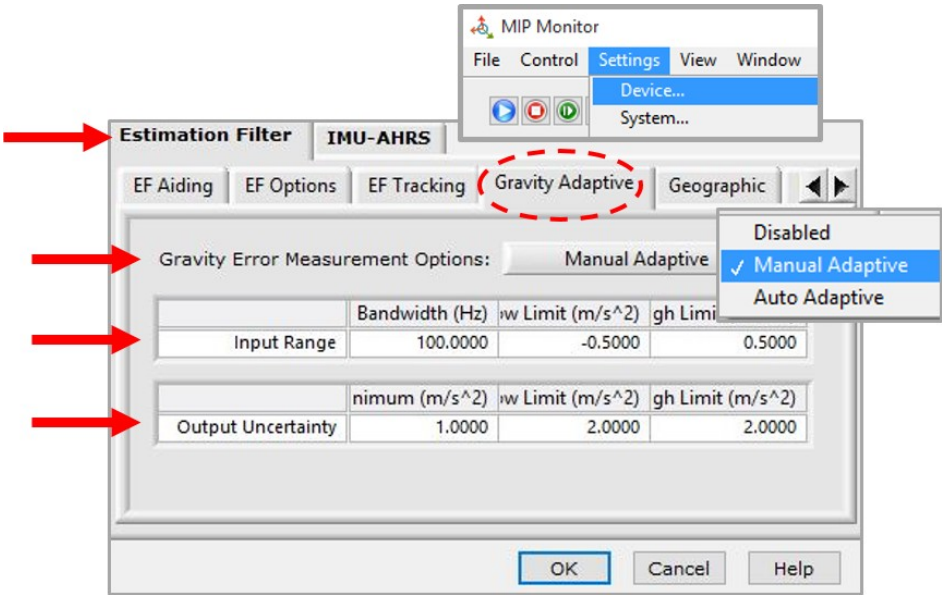 MIP Monitor
File Control Settings View Window
Device...
System...
Estimation Filter IMU-AHRS
EF Aiding EF Options EF Tracking Gravity Adaptive Geographic
Gravity Error Measurement Options: Manual Adaptive
Disabled
✓ Manual Adaptive
Auto Adaptive
Bandwidth (Hz) ow Limit (m/s^2) gh Limi
Input Range 100.0000 -0.5000 0.5000
nimum (m/s^2) ow Limit (m/s^2) gh Limit (m/s^2)
Output Uncertainty 1.0000 2.0000 2.0000
OK Cancel Help